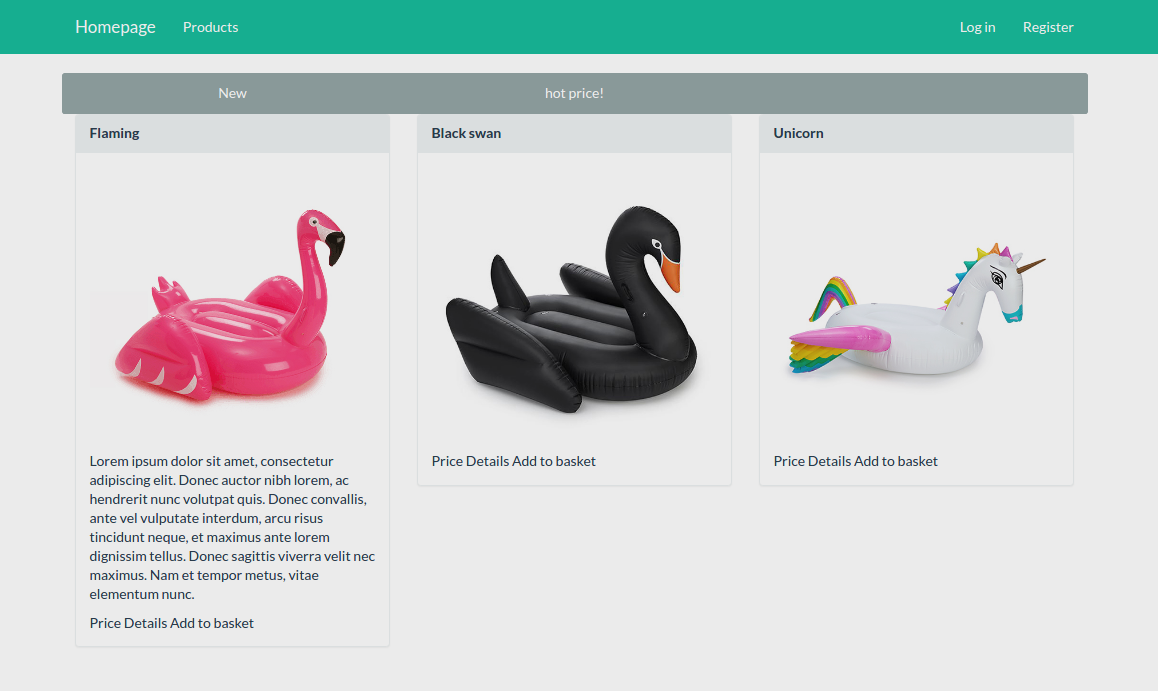 Homepage Products Log in Register
New hot price!
Flaming
Black swan
Unicorn
Lorem ipsum dolor sit amet, consectetur
adipiscing elit. Donec auctor nibh lorem, ac
hendrerit nunc volutpat quis. Donec convallis,
ante vel vulputate interdum, arcu risus
tincidunt neque, et maximus ante lorem
dignissim tellus. Donec sagittis viverra velit nec
maximus. Nam et tempor metus, vitae
elementum nunc.
Price Details Add to basket
Price Details Add to basket
Price Details Add to basket